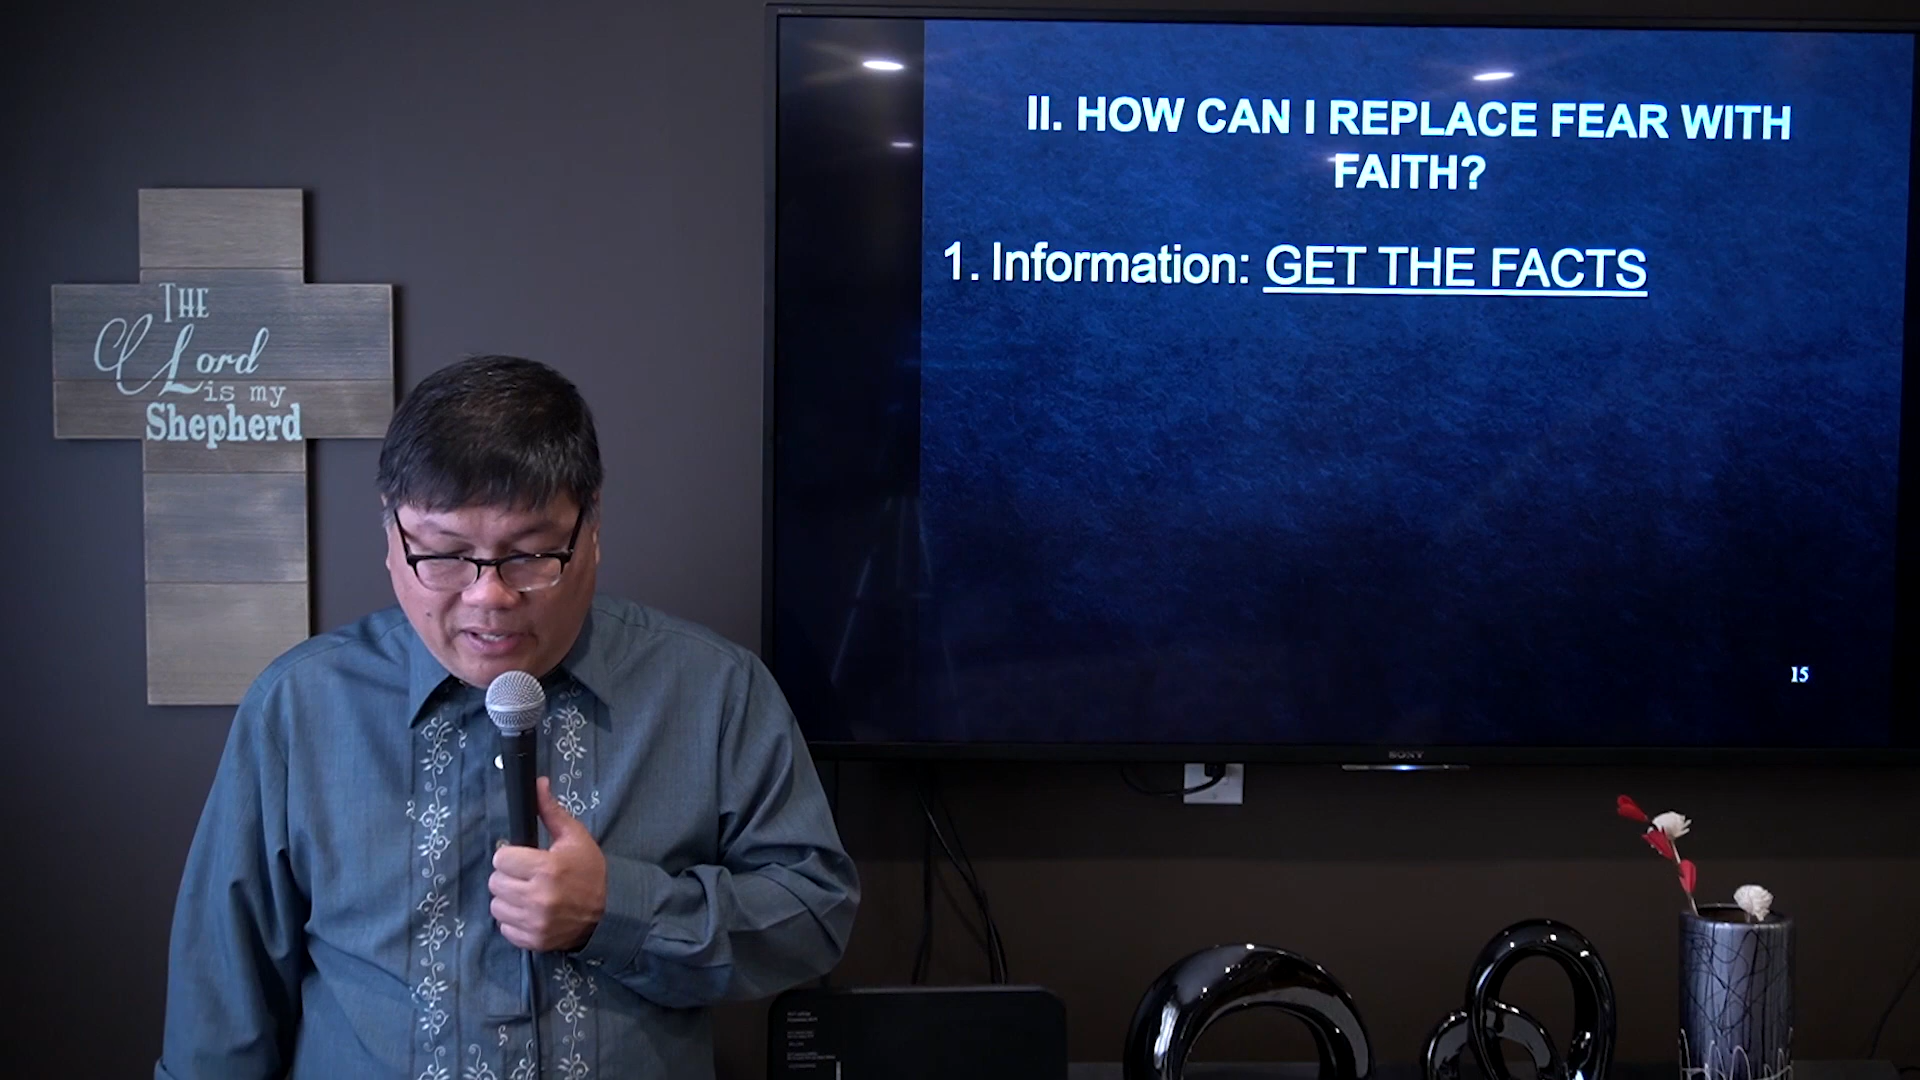 II. HOW CAN I REPLACE FEAR WITH
FAITH?
1. Information: GET THE FACTS
15
THE
Lord
is my
Shepherd
SONY